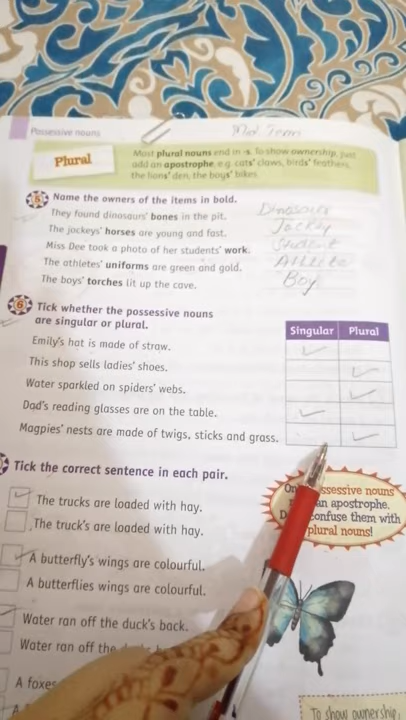 Possessive nouns
Mid Term
Plural
Most plural nouns end in -s. To show ownership, just
add an apostrophe, e.g. cats' claws, birds' feathers,
the lions' den, the boys' bikes.
5 Name the owners of the items in bold.
They found dinosaurs' bones in the pit. Dinosaurs
The jockeys' horses are young and fast. Jockey
Miss Dee took a photo of her students' work. Student
The athletes' uniforms are green and gold. Athlete
The boys' torches lit up the cave. Boy
6 Tick whether the possessive nouns
are singular or plural.
Singular Plural
Emily's hat is made of straw.
This shop sells ladies' shoes.
Water sparkled on spiders' webs.
Dad's reading glasses are on the table.
Magpies' nests are made of twigs, sticks and grass.
Tick the correct sentence in each pair.
The trucks are loaded with hay.
The truck's are loaded with hay.
A butterfly's wings are colourful.
A butterflies wings are colourful.
Water ran off the duck's back.
Water ran off the
A foxes
possessive nouns
an apostrophe.
confuse them with
plural nouns!
To show ownership,